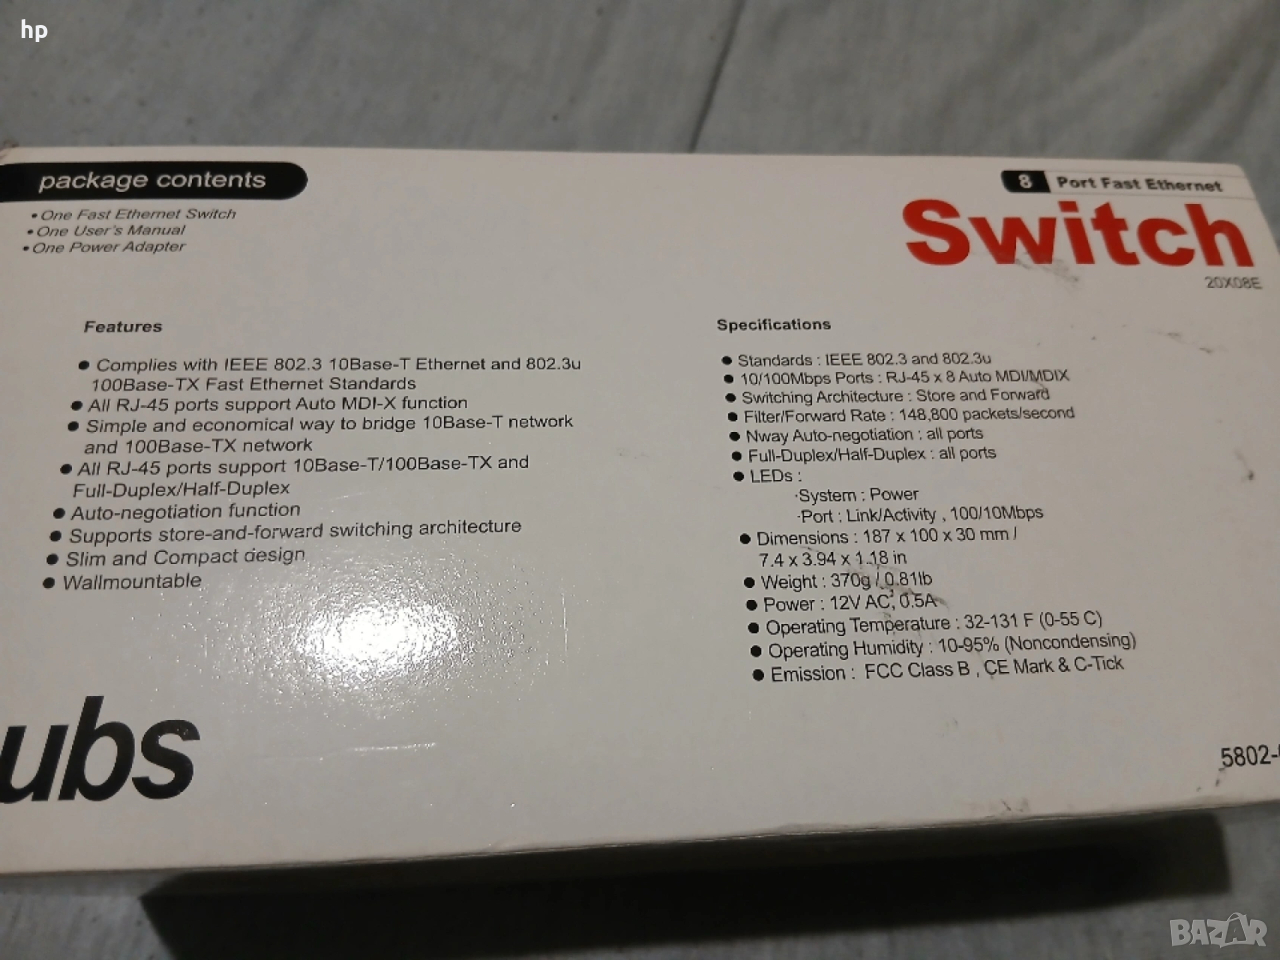 hp
package contents
• One Fast Ethernet Switch
• One User's Manual
• One Power Adapter
8 Port Fast Ethernet
Switch
20X08E
Features
● Complies with IEEE 802.3 10Base-T Ethernet and 802.3u
100Base-TX Fast Ethernet Standards
● All RJ-45 ports support Auto MDI-X function
● Simple and economical way to bridge 10Base-T network
and 100Base-TX network
● All RJ-45 ports support 10Base-T/100Base-TX and
Full-Duplex/Half-Duplex
● Auto-negotiation function
● Supports store-and-forward switching architecture
● Slim and Compact design
● Wallmountable
Specifications
● Standards : IEEE 802.3 and 802.3u
● 10/100Mbps Ports : RJ-45 x 8 Auto MDI/MDIX
● Switching Architecture : Store and Forward
● Filter/Forward Rate : 148,800 packets/second
● Nway Auto-negotiation : all ports
● Full-Duplex/Half-Duplex : all ports
● LEDs :
·System : Power
·Port : Link/Activity , 100/10Mbps
● Dimensions : 187 x 100 x 30 mm /
7.4 x 3.94 x 1.18 in
● Weight : 370g / 0.81lb
● Power : 12V AC, 0.5A
● Operating Temperature : 32-131 F (0-55 C)
● Operating Humidity : 10-95% (Noncondensing)
● Emission : FCC Class B , CE Mark & C-Tick
ubs
5802-
BAZAR